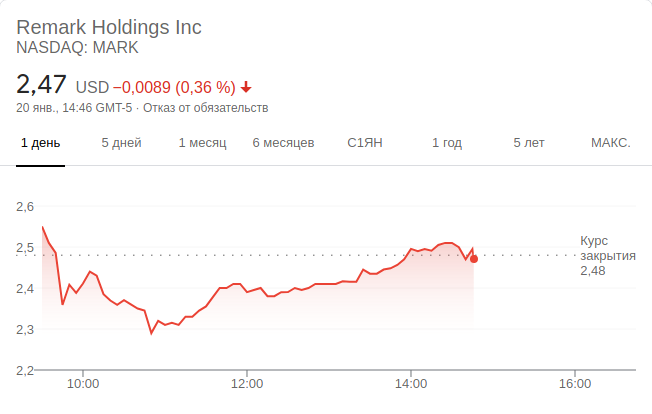 Remark Holdings Inc
NASDAQ: MARK
2,47 USD −0,0089 (0,36 %)
20 янв., 14:46 GMT-5 · Отказ от обязательств
1 день 5 дней 1 месяц 6 месяцев С1ЯН 1 год 5 лет МАКС.
2,6
2,5
2,4
2,3
2,2
Курс
закрытия
2,48
10:00 12:00 14:00 16:00